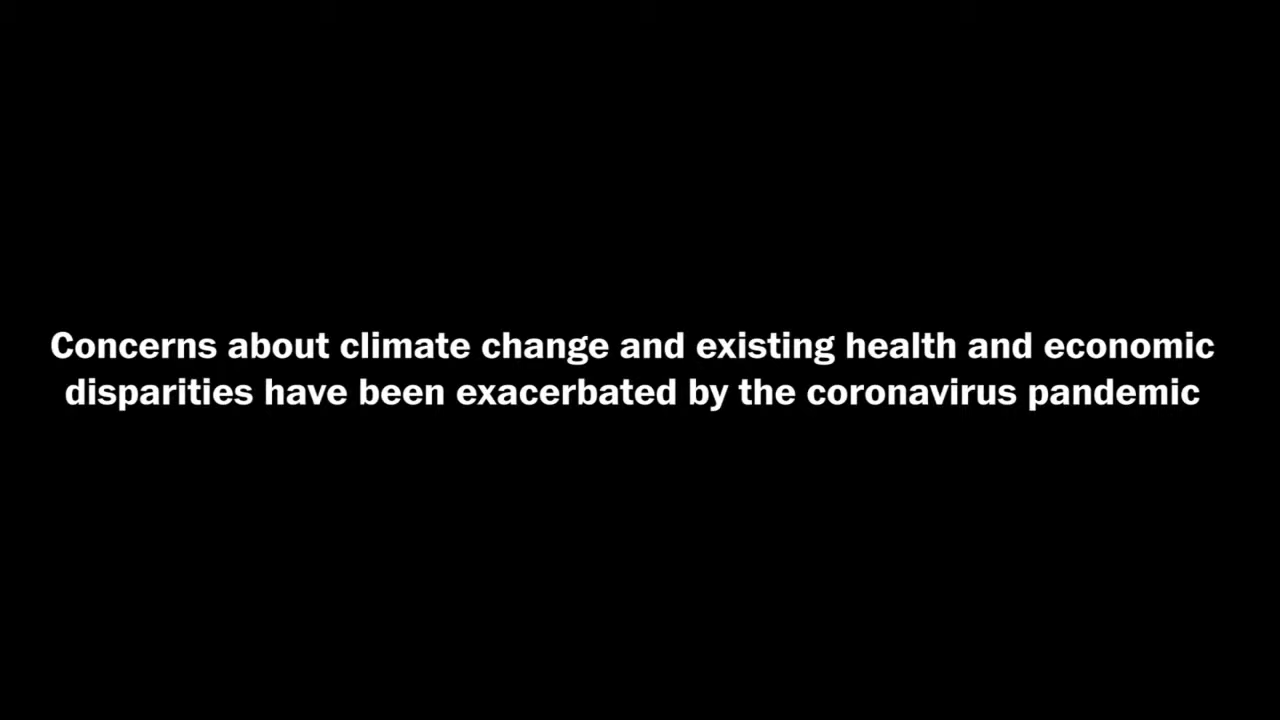 Concerns about climate change and existing health and economic
disparities have been exacerbated by the coronavirus pandemic